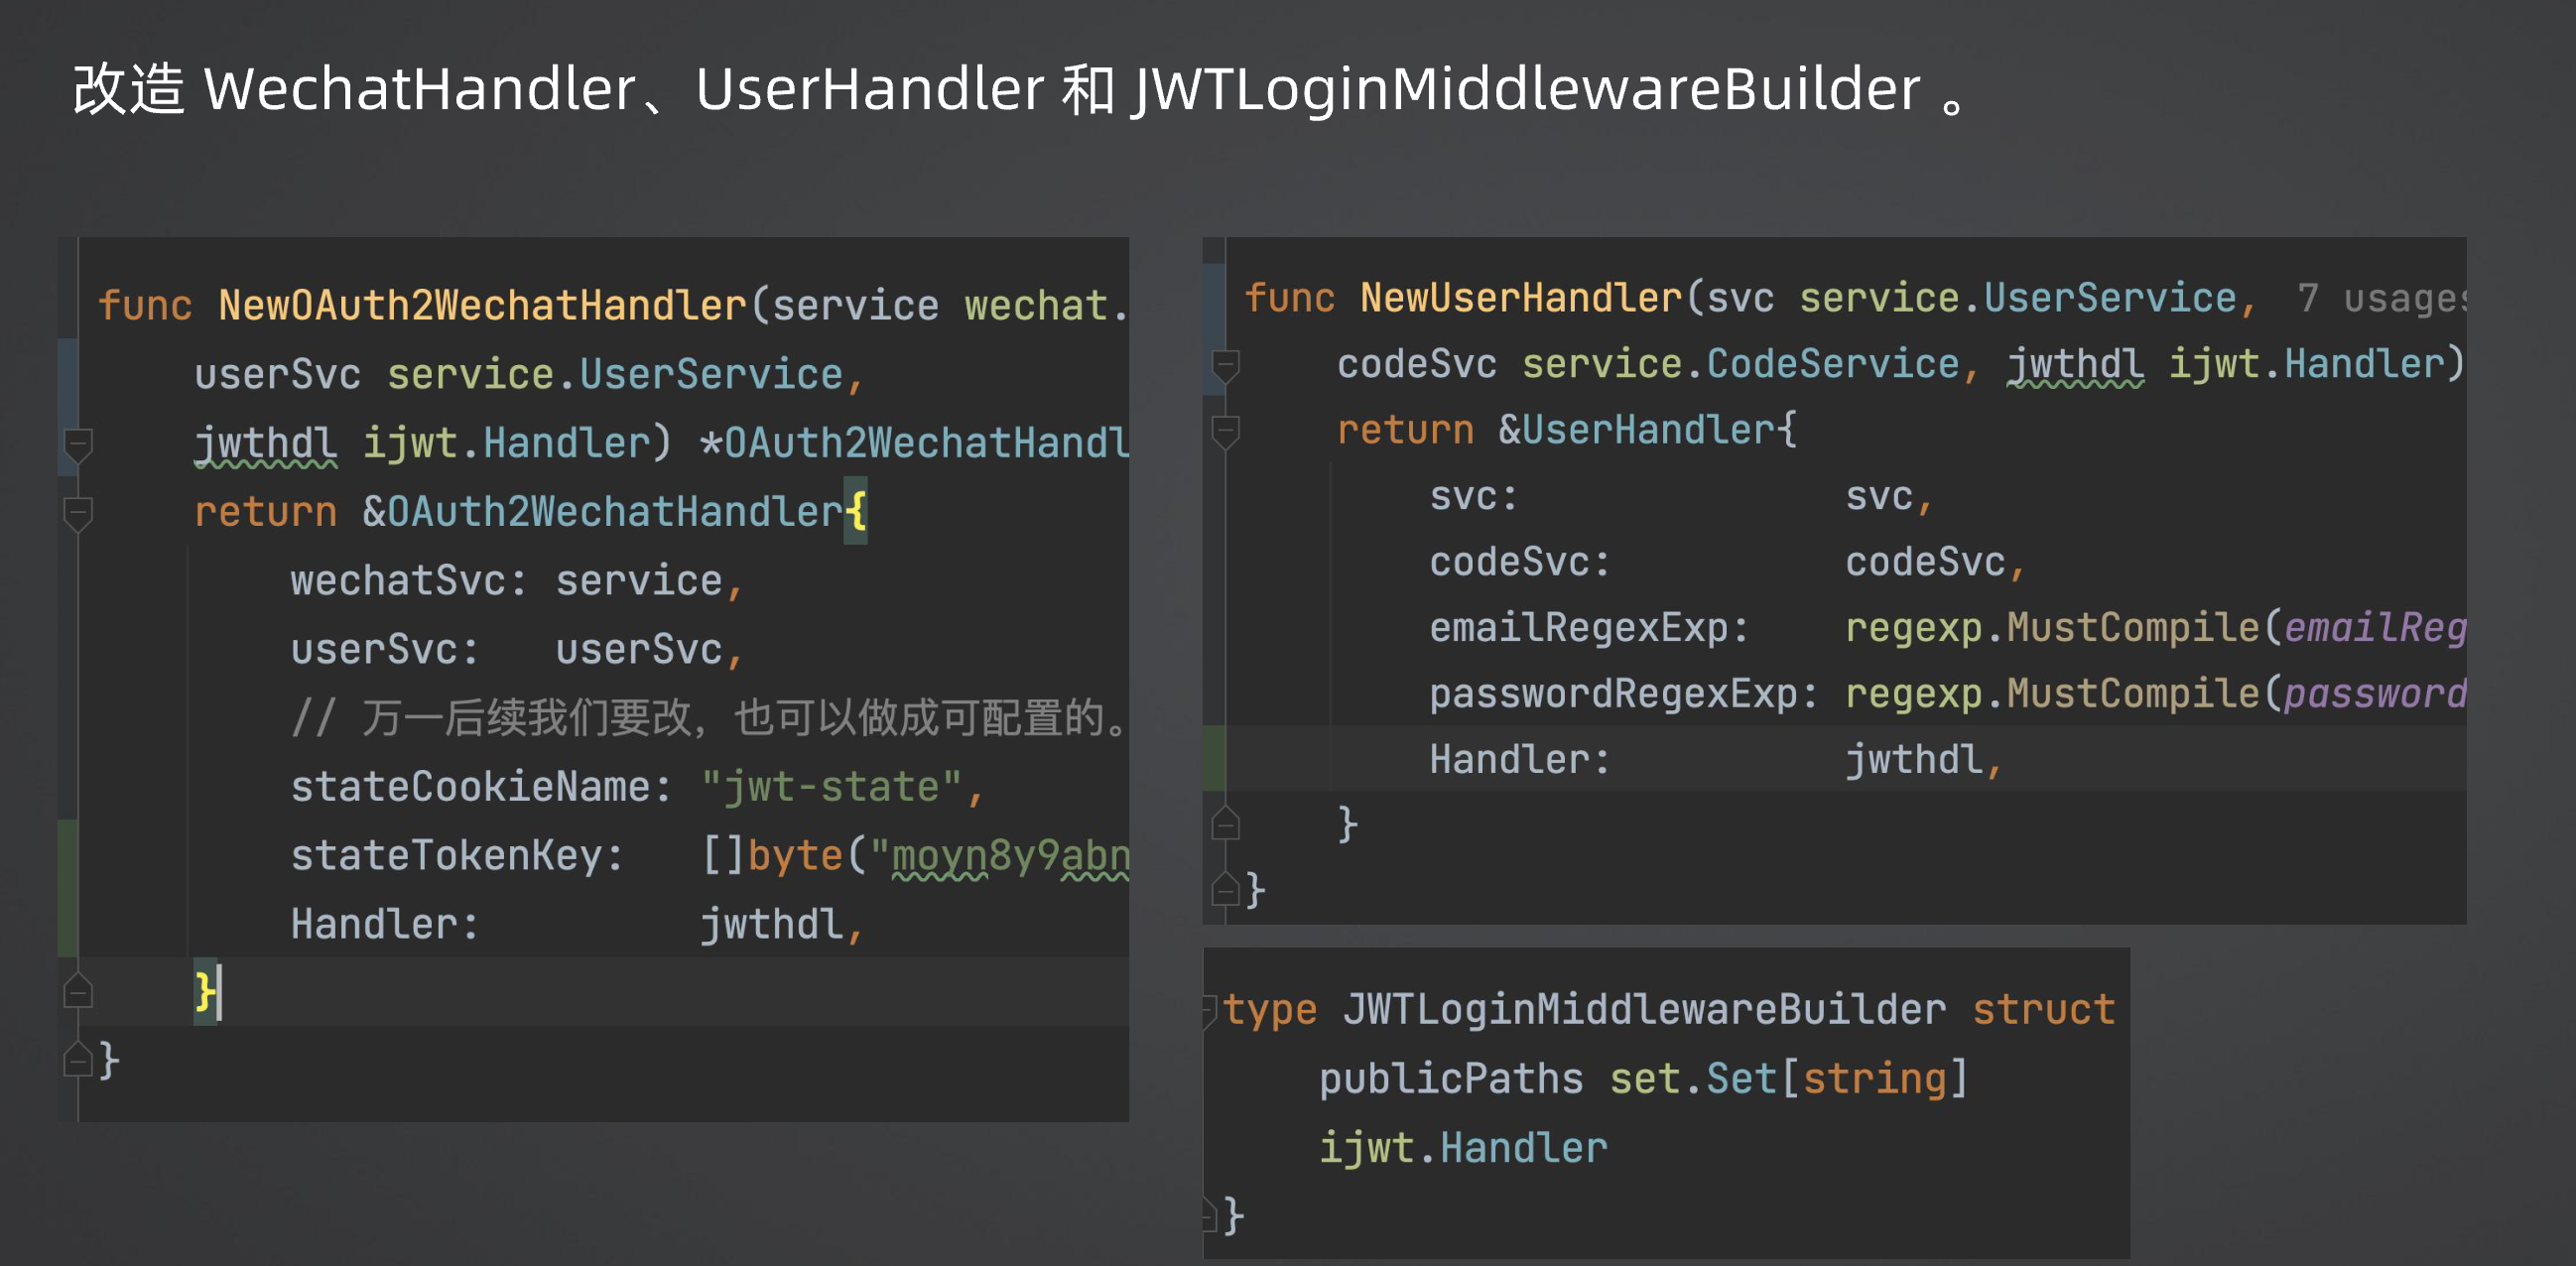 改造 WechatHandler、UserHandler 和 JWTLoginMiddlewareBuilder 。
func NewOAuth2WechatHandler(service wechat.
userSvc service.UserService,
jwthdl ijwt.Handler) *OAuth2WechatHandl
return &OAuth2WechatHandler{
wechatSvc: service,
userSvc: userSvc,
// 万一后续我们要改，也可以做成可配置的。
stateCookieName: "jwt-state",
stateTokenKey: []byte("moyn8y9abn
Handler: jwthdl,
}
}
func NewUserHandler(svc service.UserService, 7 usages
codeSvc service.CodeService, jwthdl ijwt.Handler)
return &UserHandler{
svc: svc,
codeSvc: codeSvc,
emailRegexExp: regexp.MustCompile(emailReg
passwordRegexExp: regexp.MustCompile(password
Handler: jwthdl,
}
}
type JWTLoginMiddlewareBuilder struct
publicPaths set.Set[string]
ijwt.Handler
}